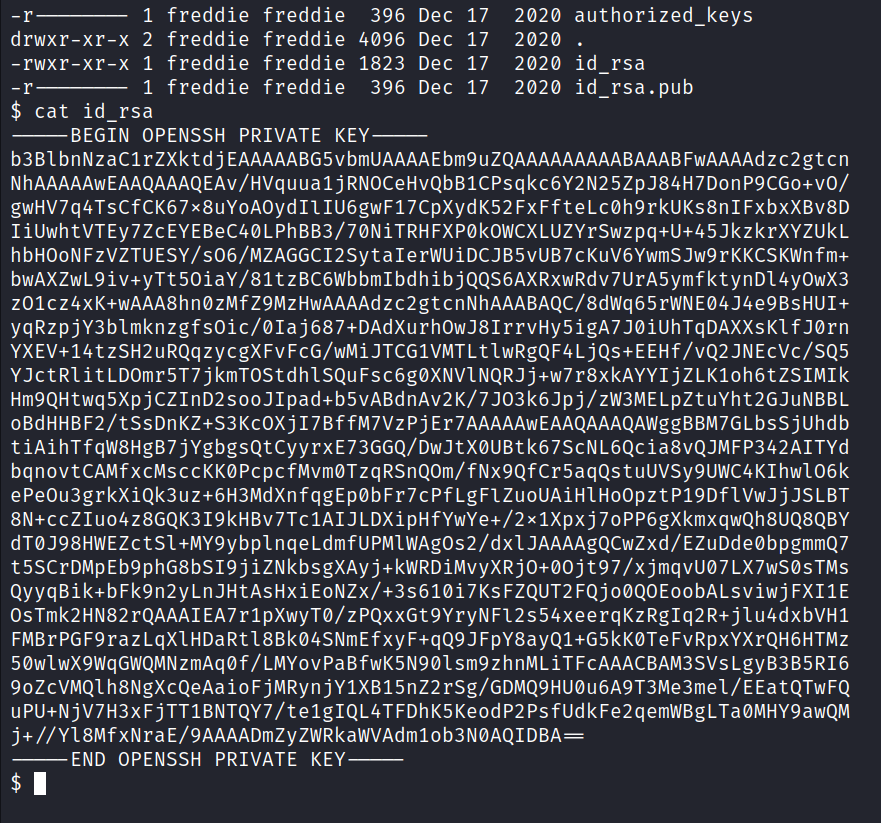 -r-------- 1 freddie freddie  396 Dec 17  2020 authorized_keys
drwxr-xr-x 2 freddie freddie 4096 Dec 17  2020 .
-rwxr-xr-x 1 freddie freddie 1823 Dec 17  2020 id_rsa
-r-------- 1 freddie freddie  396 Dec 17  2020 id_rsa.pub
$ cat id_rsa
-----BEGIN OPENSSH PRIVATE KEY-----
b3BlbnNzaC1rZXktdjEAAAAABG5vbmUAAAAEbm9uZQAAAAAAAAABAAABFwAAAAdzc2gtcn
NhAAAAAwEAAQAAAQEAv/HVquua1jRNOCeHvQbB1CPsqkc6Y2N25ZpJ84H7DonP9CGo+vO/
gwHV7q4TsCfCK67x8uYoAOydIlIU6gwF17CpXydK52FxFfteLc0h9rkUKs8nIFxbxXBv8D
IiUwhtVTEy7ZcEYEBeC40LPhBB3/70NiTRHFXP0kOWCXLUZYrSwzpq+U+45JkzkrXYZUkL
hbHOoNFzVZTUESY/sO6/MZAGGCI2SytaIerWUiDCJB5vUB7cKuV6YwmSJw9rKKCSKWnfm+
bwAXZwL9iv+yTt5OiaY/81tzBC6WbbmIbdhibjQQS6AXRxwRdv7UrA5ymfktynDl4yOwX3
zO1cz4xK+wAAA8hn0zMfZ9MzHwAAAAdzc2gtcnNhAAABAQC/8dWq65rWNE04J4e9BsHUI+
yqRzpjY3blmknzgfsOic/0Iaj687+DAdXurhOwJ8IrrvHy5igA7J0iUhTqDAXXsKlfJ0rn
YXEV+14tzSH2uRQqzycgXFvFcG/wMiJTCG1VMTLtlwRgQF4LjQs+EEHf/vQ2JNEcVc/SQ5
YJctRlitLDOmr5T7jkmTOStdhlSQuFsc6g0XNVlNQRJj+w7r8xkAYYIjZLK1oh6tZSIMIk
Hm9QHtwq5XpjCZInD2sooJIpad+b5vABdnAv2K/7JO3k6Jpj/zW3MELpZtuYht2GJuNBBL
oBdHHBF2/tSsDnKZ+S3KcOXjI7BffM7VzPjEr7AAAAAwEAAQAAAQAWggBBM7GLbsSjUhdb
tiAihTfqW8HgB7jYgbgsQtCyyrxE73GGQ/DwJtX0UBtk67ScNL6Qcia8vQJMFP342AITYd
bqnovtCAMfxcMsccKK0PcpcfMvm0TzqRSnQOm/fNx9QfCr5aqQstuUVSy9UWC4KIhwlO6k
ePeOu3grkXiQk3uz+6H3MdXnfqgEp0bFr7cPfLgFlZuoUAiHlHoOpztP19DflVwJjJSLBT
8N+ccZIuo4z8GQK3I9kHBv7Tc1AIJLDXipHfYwYe+/2x1Xpxj7oPP6gXkmxqwQh8UQ8QBY
dT0J98HWEZctSl+MY9ybplnqeLdmfUPMlWAgOs2/dxlJAAAAgQCwZxd/EZuDde0bpgmmQ7
t5SCrDMpEb9phG8bSI9jiZNkbsgXAyj+kWRDiMvyXRjO+0Ojt97/xjmqvU07LX7wS0sTMs
QyyqBik+bFk9n2yLnJHtAsHxiEoNZx/+3s610i7KsFZQUT2FQjo0QOEoobALsviwjFXI1E
OsTmk2HN82rQAAAIEA7r1pXwyT0/zPQxxGt9YryNFl2s54xeerqKzRgIq2R+jlu4dxbVH1
FMBrPGF9razLqXlHDaRtl8Bk04SNmEfxyF+qQ9JFpY8ayQ1+G5kK0TeFvRpxYXrQH6HTMz
50wlwX9WqGWQMNzmAq0f/LMYovPaBfwK5N90lsm9zhnMLiTFcAAACBAM3SVsLgyB3B5RI6
9oZcVMQlh8NgXcQeAaioFjMRynjY1XB15nZ2rSg/GDMQ9HU0u6A9T3Me3mel/EEatQTwFQ
uPU+NjV7H3xFjTT1BNTQY7/te1gIQL4TFDhK5KeodP2PsfUdkFe2qemWBgLTa0MHY9awQM
j+//Yl8MfxNraE/9AAAADmZyZWRkaWVAdm1ob3N0AQIDBA==
-----END OPENSSH PRIVATE KEY-----
$